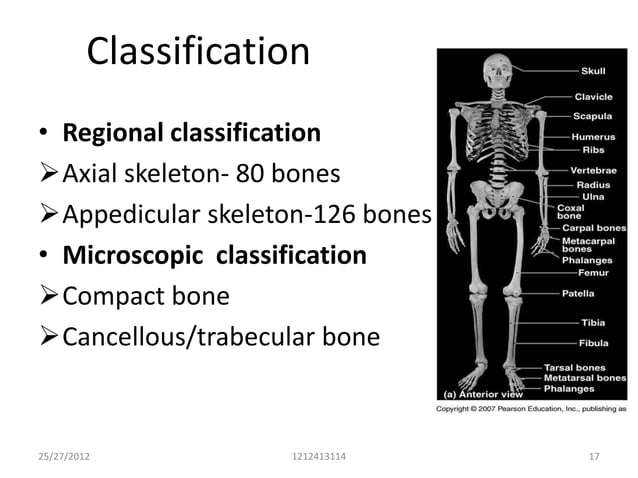 Classification
• Regional classification
➢Axial skeleton- 80 bones
➢Appedicular skeleton-126 bones
• Microscopic  classification
➢Compact bone
➢Cancellous/trabecular bone
Skull
Clavicle
Scapula
Humerus
Ribs
Vertebrae
Radius
Ulna
Coxal
bone
Carpal bones
Metacarpal
bones
Phalanges
Femur
Patella
Tibia
Fibula
Tarsal bones
Metatarsal bones
Phalanges
(a) Anterior view
Copyright © 2007 Pearson Education, Inc., publishing as
25/27/2012
1212413114
17